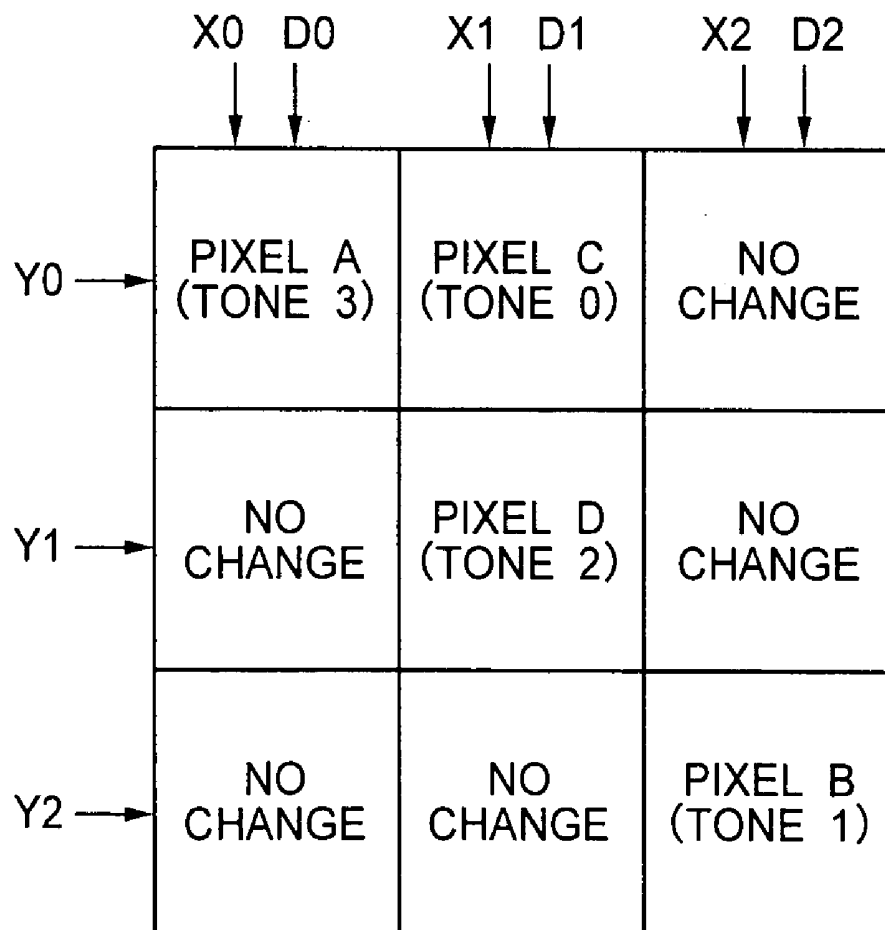 X0 D0 X1 D1 X2 D2
Y0 PIXEL A (TONE 3) PIXEL C (TONE 0) NO CHANGE
Y1 NO CHANGE PIXEL D (TONE 2) NO CHANGE
Y2 NO CHANGE NO CHANGE PIXEL B (TONE 1)